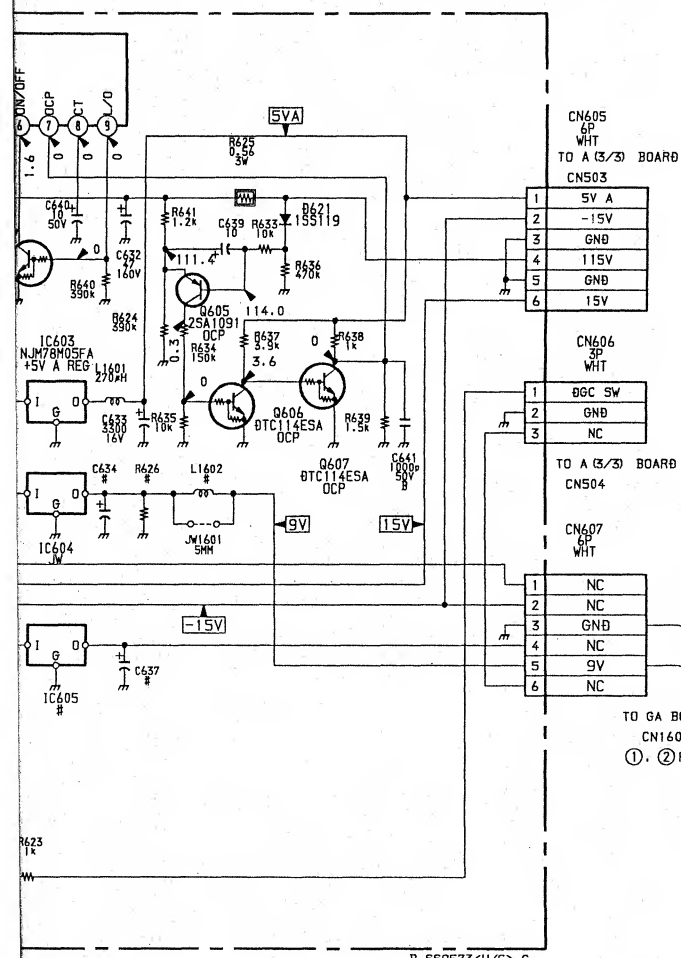 ON/OFF
OCP
CT
L/O
6
7
8
9
1.6
0
0
0
5VA
R625
0.56
3W
CN605
6P
WHT
TO A (3/3) BOARD
CN503
1 5V A
2 -15V
3 GND
4 115V
5 GND
6 15V
C640
10
50V
C632
47
160V
R641
1.2k
C639
10
R633
10k
D621
1SS119
R636
470k
0
111.4
114.0
R640
390k
R624
390k
Q605
2SA1091
OCP
0.3
R634
150k
R637
3.9k
3.6
0
R638
1k
IC603
NJM78M05FA
+5V A REG
L1601
270µH
I
O
G
C633
3300
16V
R635
10k
0
Q606
DTC114ESA
OCP
R639
1.5k
Q607
DTC114ESA
OCP
C641
1000p
50V
B
CN606
3P
WHT
1 DGC SW
2 GND
3 NC
TO A (3/3) BOARD
CN504
C634
#
R626
#
L1602
#
I
O
G
IC604
JW
JW1601
5MM
9V
15V
CN607
6P
WHT
1 NC
2 NC
3 GND
4 NC
5 9V
6 NC
-15V
I
O
G
IC605
#
C637
#
TO GA BO
CN160
①, ②
R623
1k